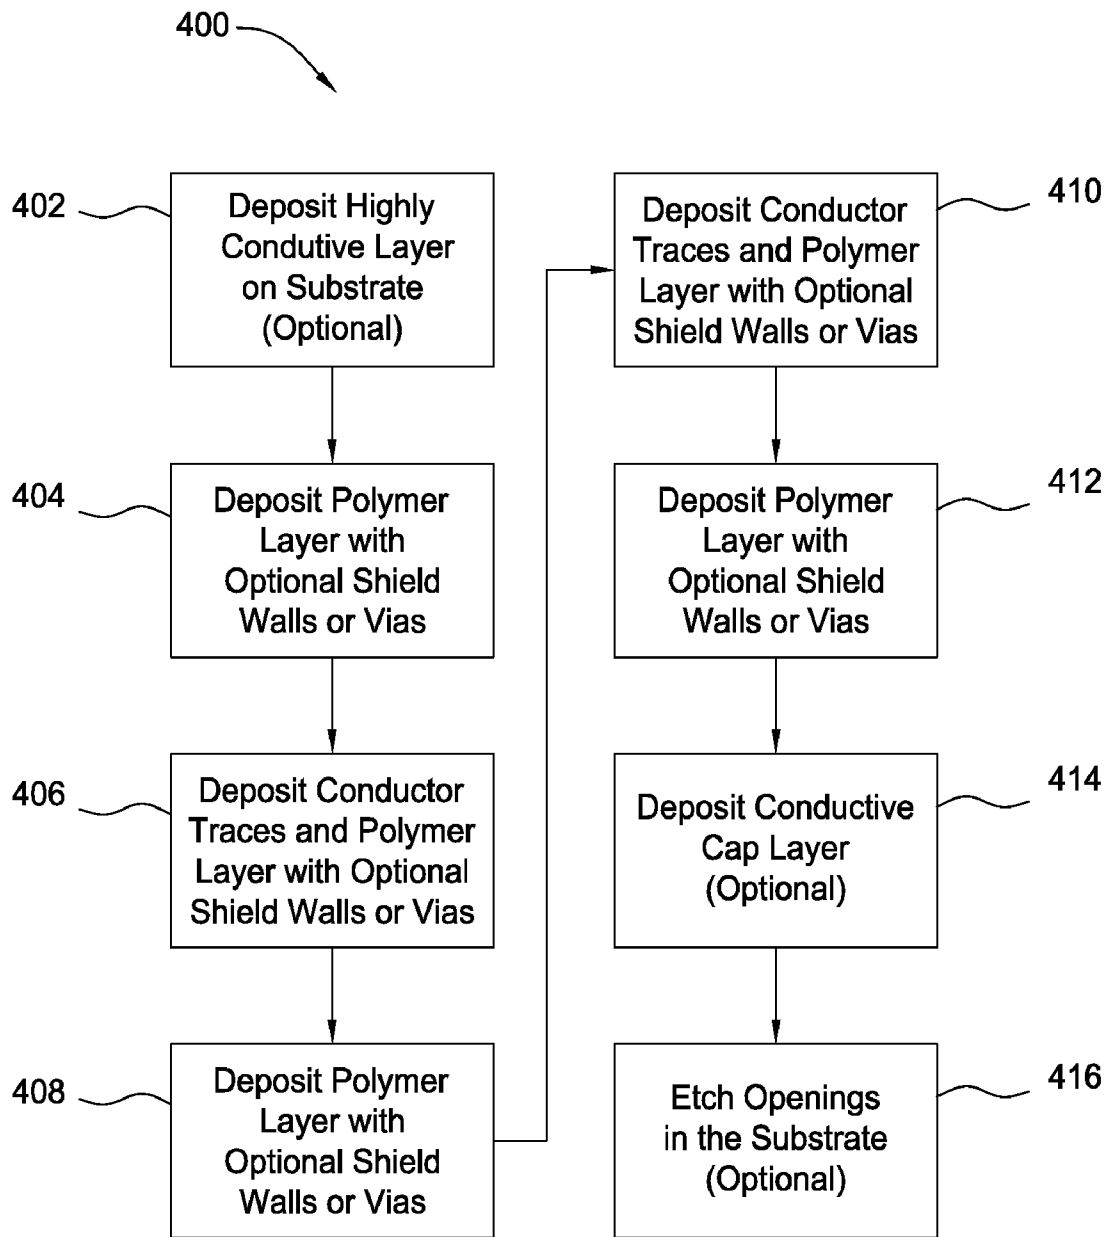 400
402
Deposit Highly
Condutive Layer
on Substrate
(Optional)
404
Deposit Polymer
Layer with
Optional Shield
Walls or Vias
406
Deposit Conductor
Traces and Polymer
Layer with Optional
Shield Walls or Vias
408
Deposit Polymer
Layer with
Optional Shield
Walls or Vias
410
Deposit Conductor
Traces and Polymer
Layer with Optional
Shield Walls or Vias
412
Deposit Polymer
Layer with
Optional Shield
Walls or Vias
414
Deposit Conductive
Cap Layer
(Optional)
416
Etch Openings
in the Substrate
(Optional)